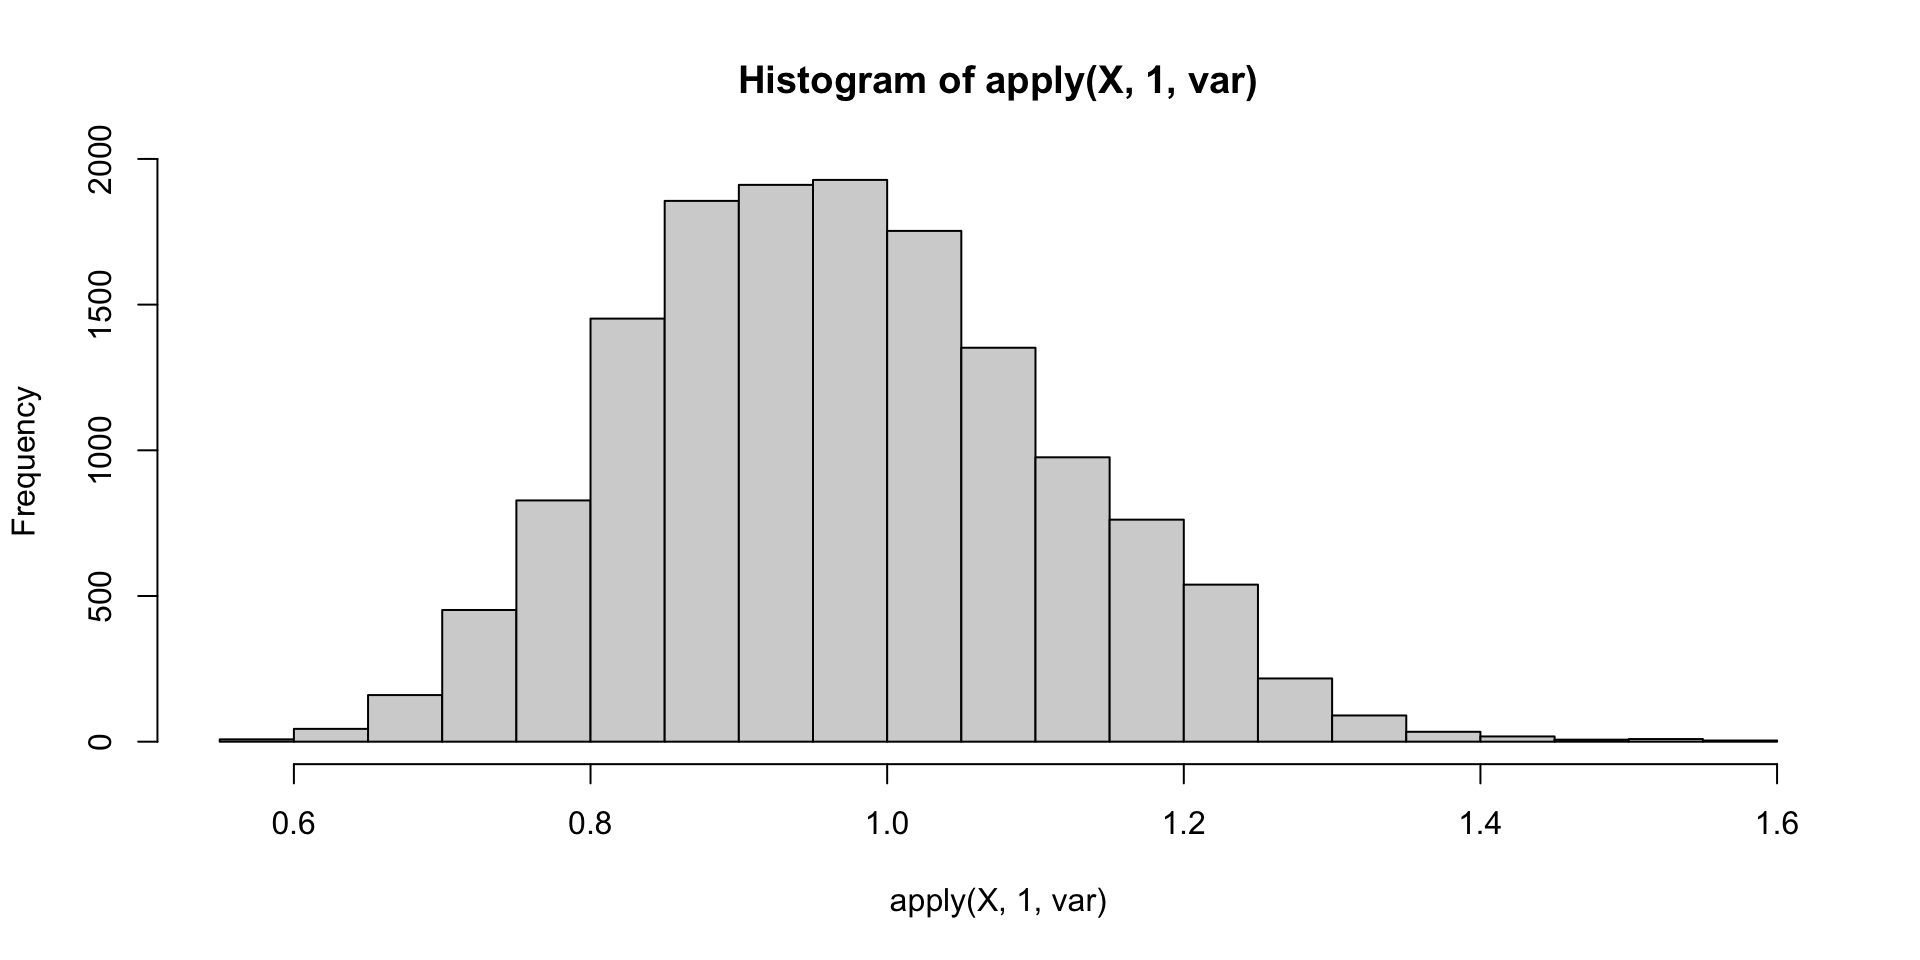 Histogram of apply(X, 1, var)
Frequency
2000
1500
1000
500
0
0.6 0.8 1.0 1.2 1.4 1.6
apply(X, 1, var)